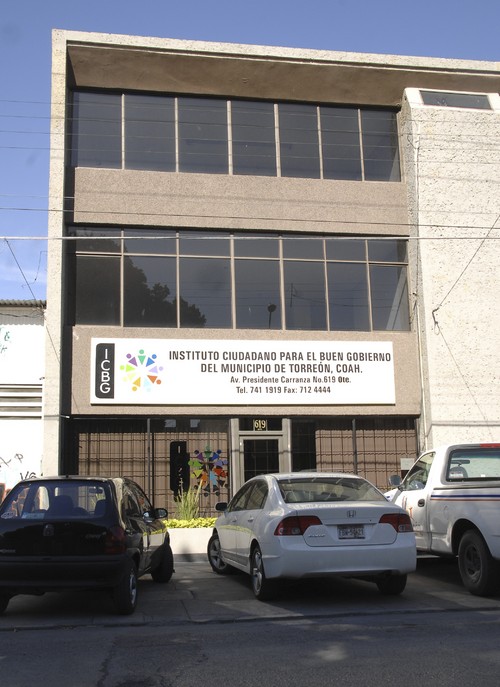 ICBG
INSTITUTO CIUDADANO PARA EL BUEN GOBIERNO
DEL MUNICIPIO DE TORREÓN, COAH.
Av. Presidente Carranza No.619 Ote.
Tel. 741 1919 Fax: 712 4444
619